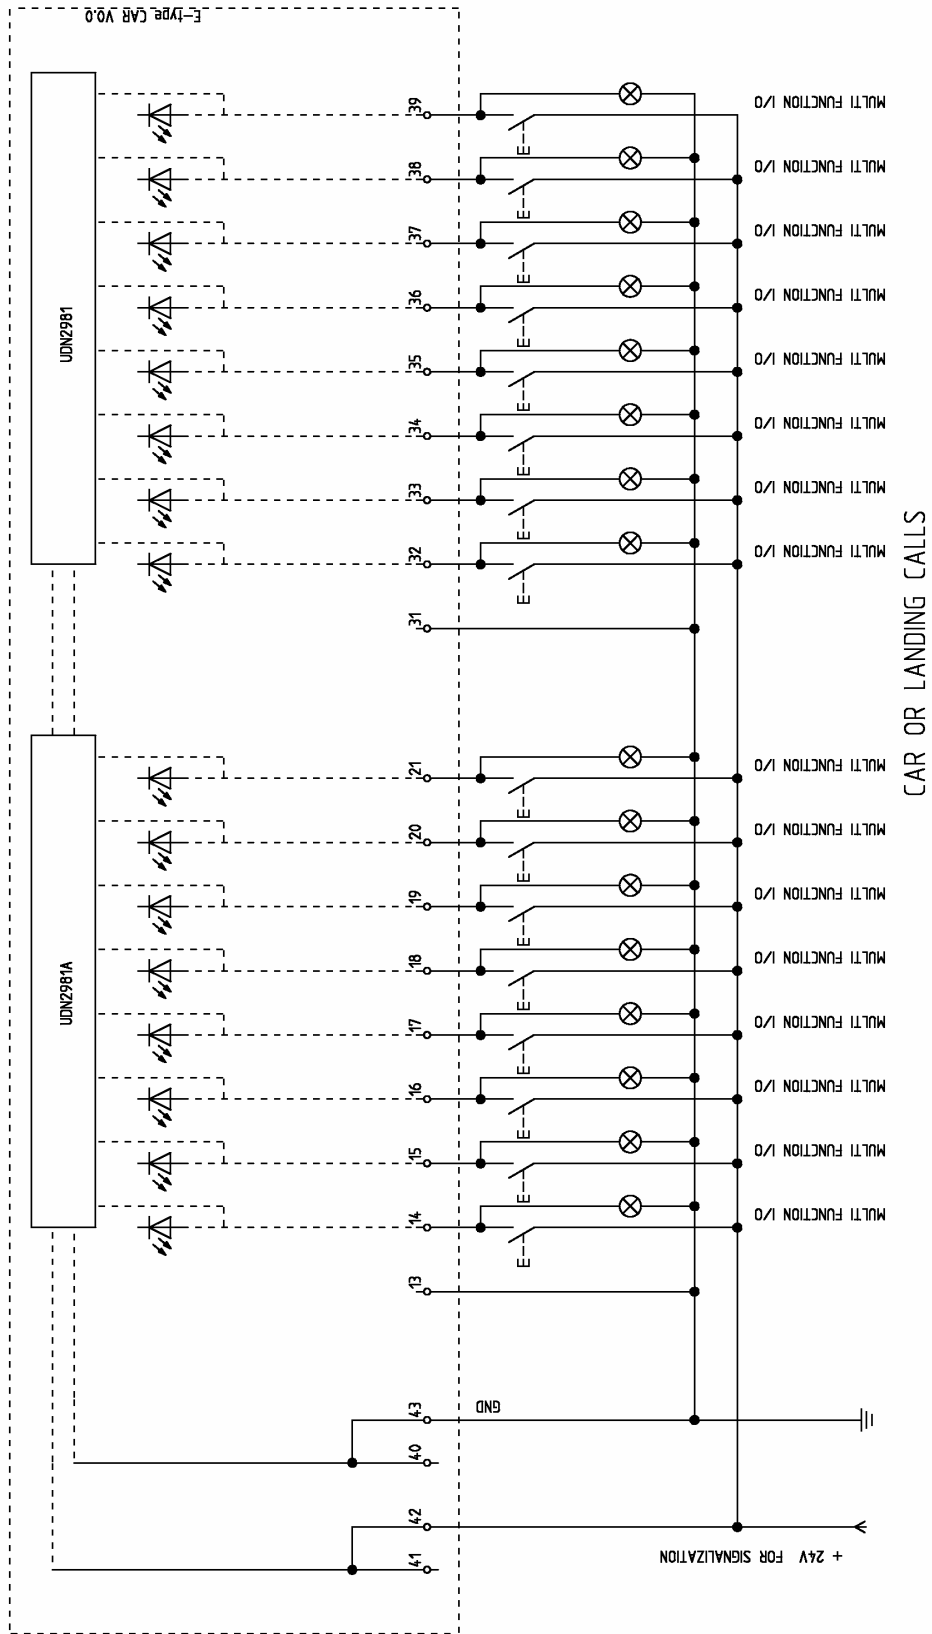 E-type CAR V0.0
UDN2981
39
MULTI FUNCTION I/O
38
MULTI FUNCTION I/O
37
MULTI FUNCTION I/O
36
MULTI FUNCTION I/O
35
MULTI FUNCTION I/O
34
MULTI FUNCTION I/O
33
MULTI FUNCTION I/O
32
MULTI FUNCTION I/O
31
CAR OR LANDING CALLS
UDN2981A
21
MULTI FUNCTION I/O
20
MULTI FUNCTION I/O
19
MULTI FUNCTION I/O
18
MULTI FUNCTION I/O
17
MULTI FUNCTION I/O
16
MULTI FUNCTION I/O
15
MULTI FUNCTION I/O
14
MULTI FUNCTION I/O
13
43
GND
40
42
+ 24V FOR SIGNALIZATION
41